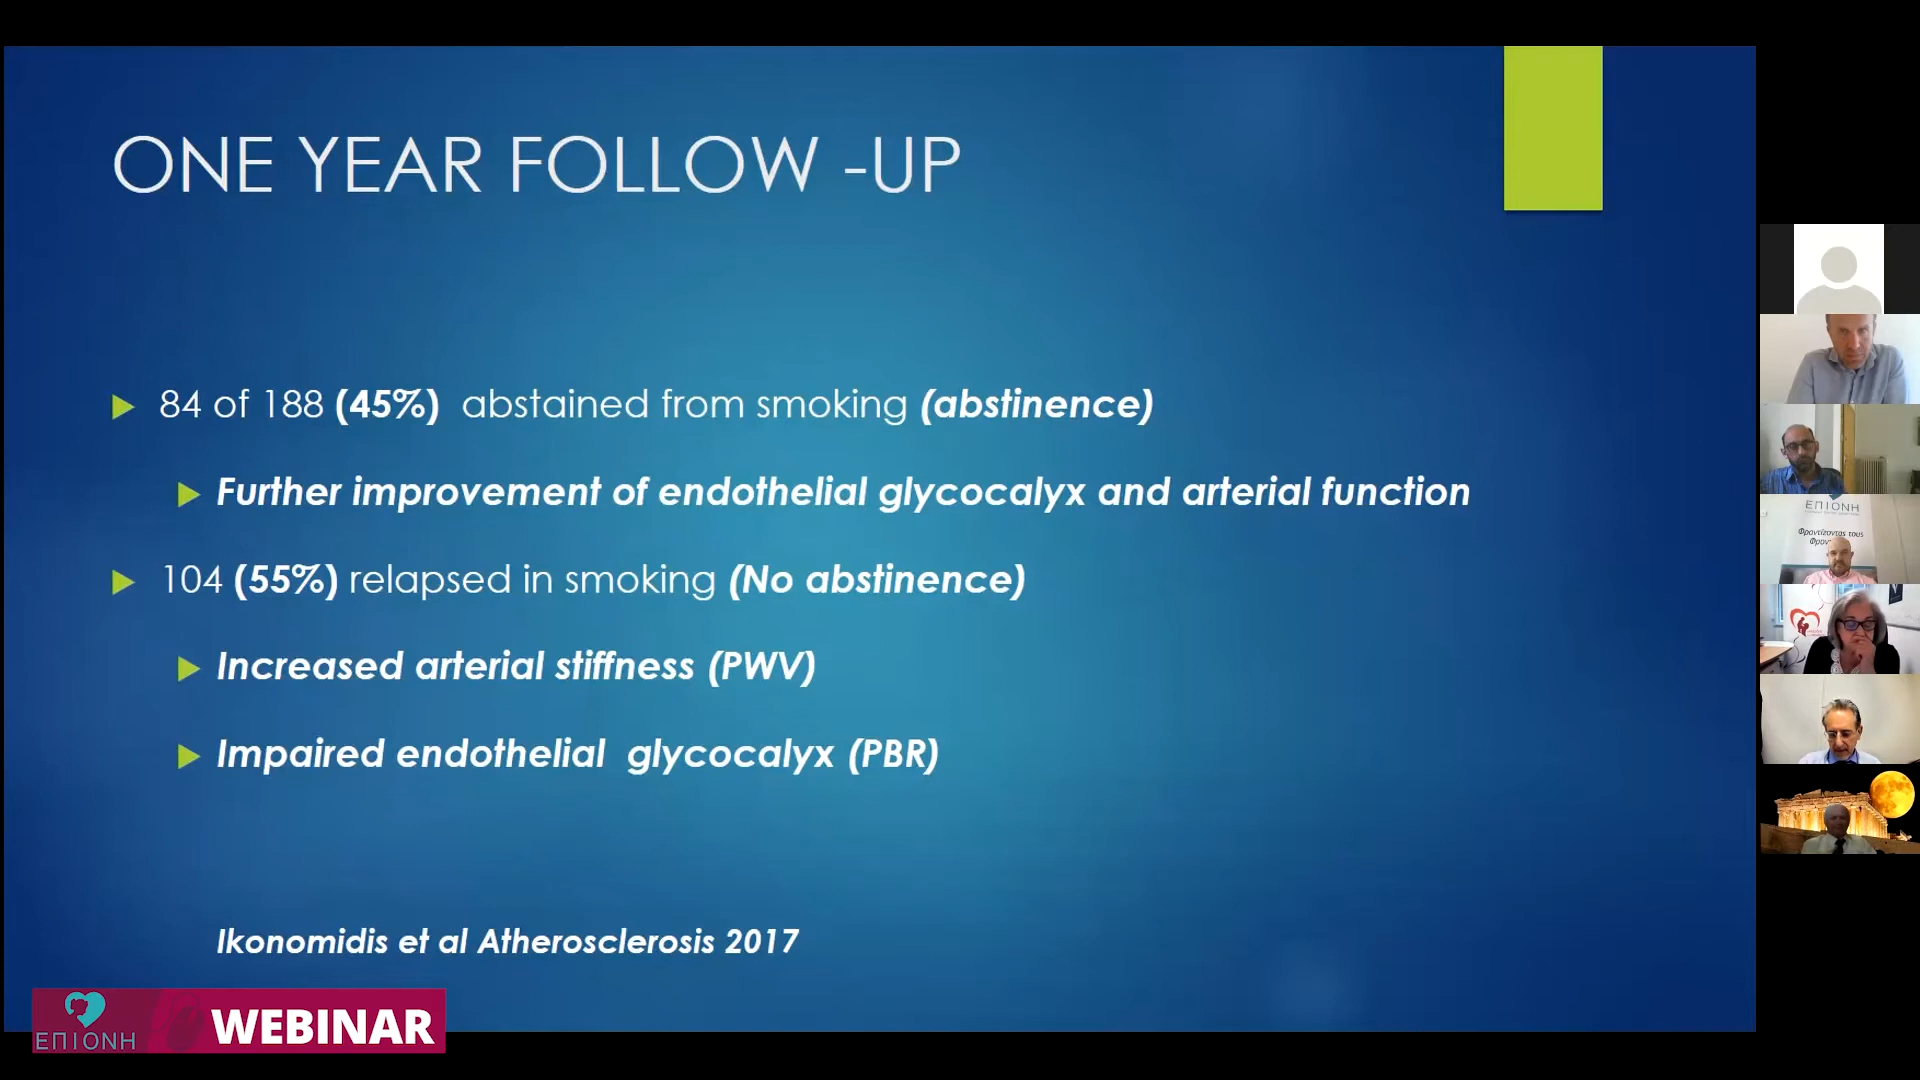 ONE YEAR FOLLOW -UP
84 of 188 (45%) abstained from smoking (abstinence)
Further improvement of endothelial glycocalyx and arterial function
104 (55%) relapsed in smoking (No abstinence)
Increased arterial stiffness (PWV)
Impaired endothelial glycocalyx (PBR)
Ikonomidis et al Atherosclerosis 2017
ΕΠΙΟΝΗ
WEBINAR
ΕΠΙΟΝΗ
Φροντίζοντας τους